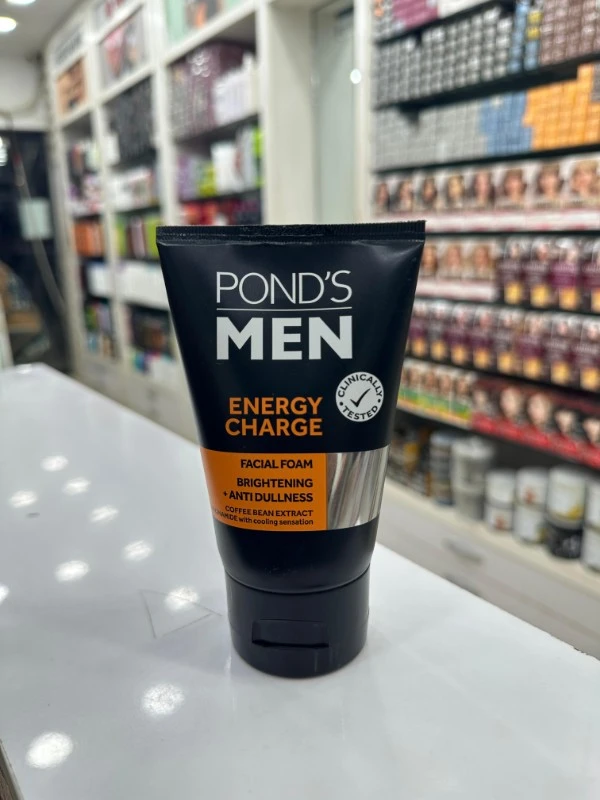 POND'S
MEN
CLINICALLY
TESTED
ENERGY
CHARGE
FACIAL FOAM
BRIGHTENING
+ ANTI DULLNESS
COFFEE BEAN EXTRACT
with cooling sensation